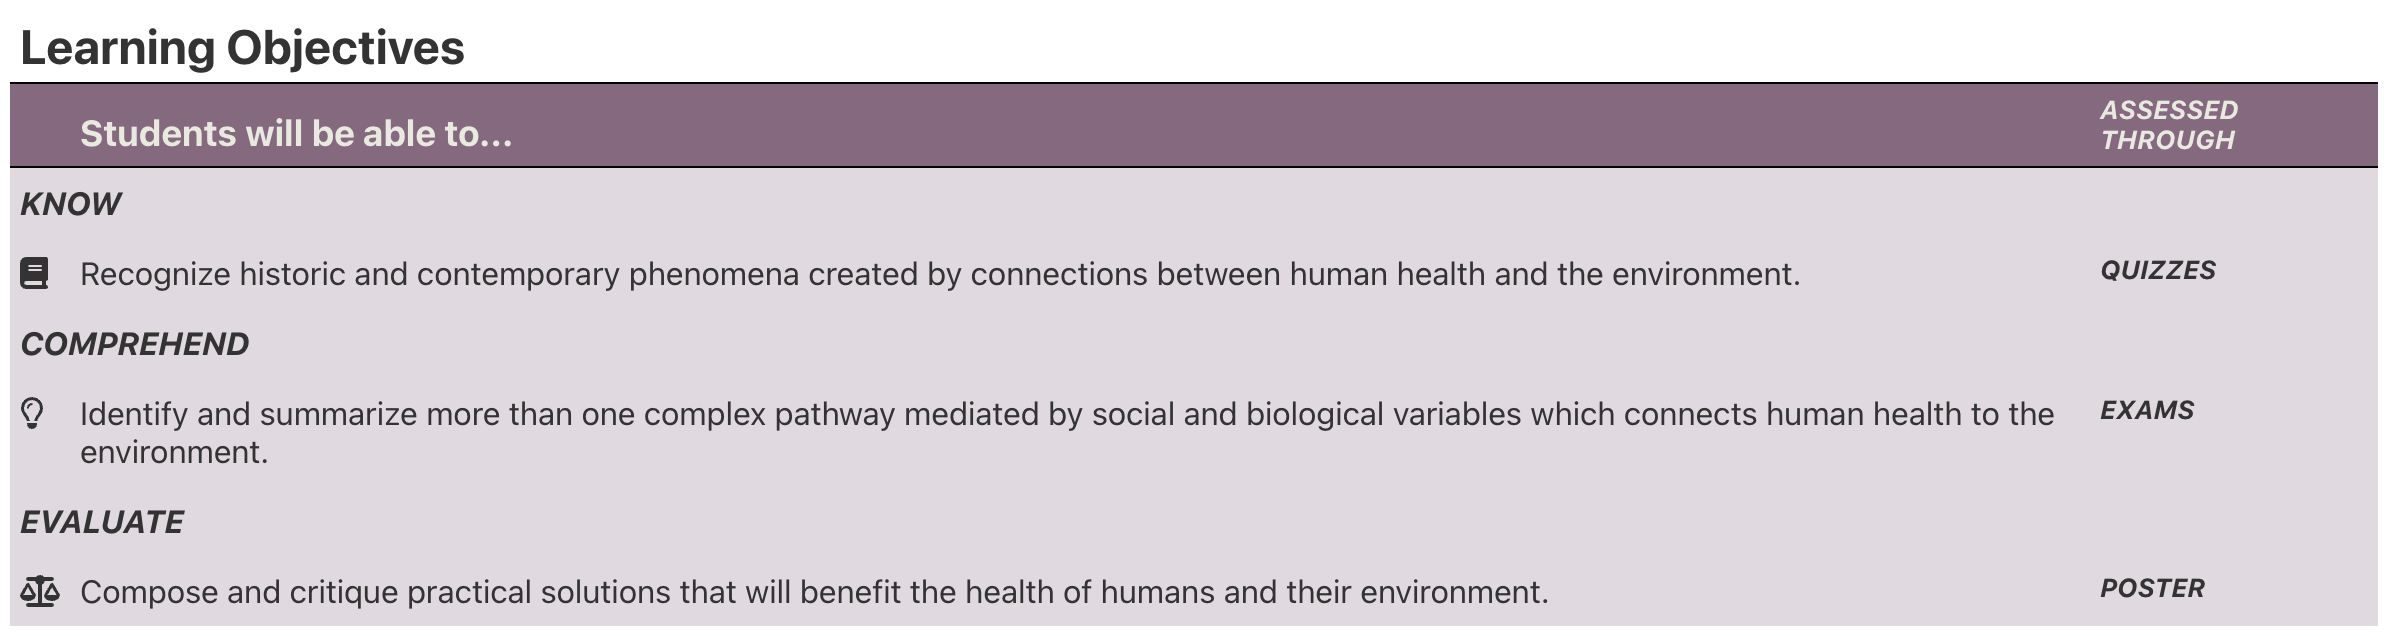 Learning Objectives
Students will be able to...
ASSESSED
THROUGH
KNOW
Recognize historic and contemporary phenomena created by connections between human health and the environment.
QUIZZES
COMPREHEND
Identify and summarize more than one complex pathway mediated by social and biological variables which connects human health to the
environment.
EXAMS
EVALUATE
Compose and critique practical solutions that will benefit the health of humans and their environment.
POSTER